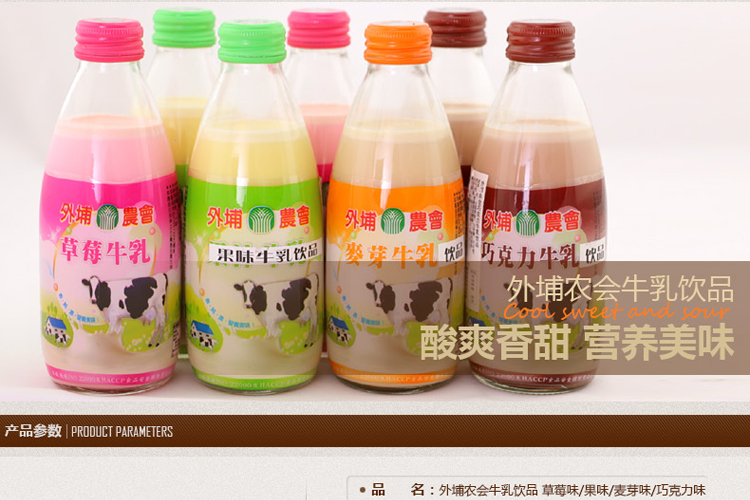 外埔 農會
草莓牛乳
外埔 農會
果味牛乳饮品
外埔 農會
麥芽牛乳 饮品
外埔 農會
巧克力牛乳 饮品
外埔农会牛乳饮品
Cool sweet and sour
酸爽香甜 营养美味
产品参数 | PRODUCT PARAMETERS
品 名：外埔农会牛乳饮品 草莓味/果味/麦芽味/巧克力味